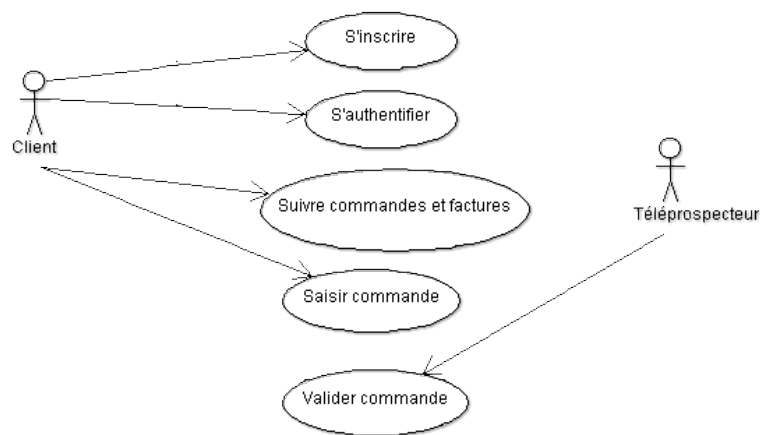 S'inscrire
S'authentifier
Client
Suivre commandes et factures
Téléprospecteur
Saisir commande
Valider commande